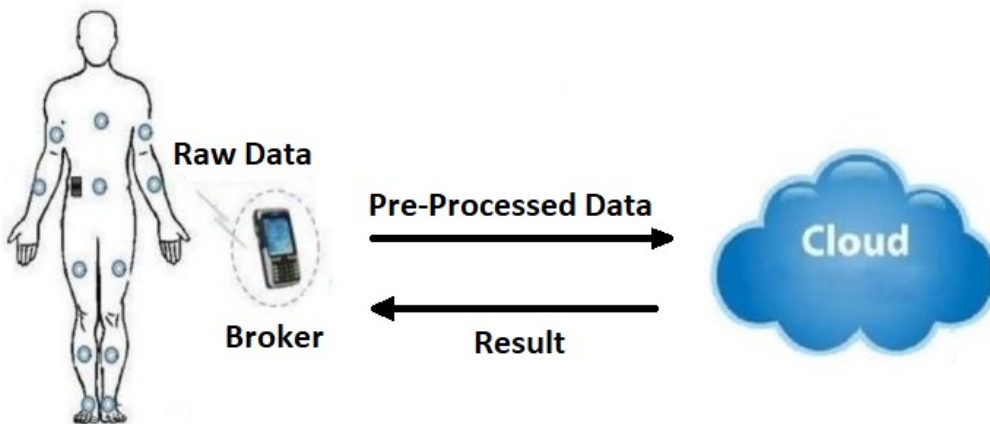 Raw Data
Pre-Processed Data
Cloud
Broker
Result